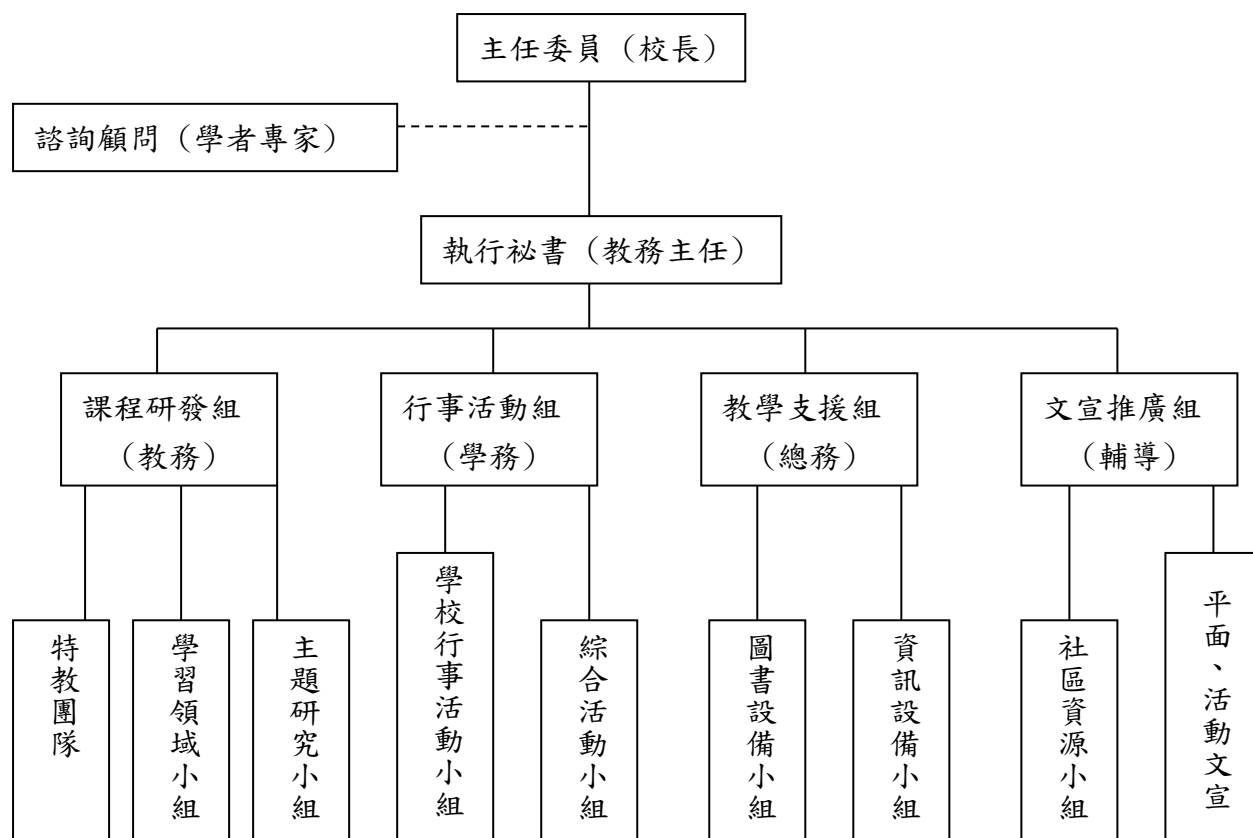 主任委員（校長）
諮詢顧問（學者專家）
執行祕書（教務主任）
課程研發組
（教務）
行事活動組
（學務）
教學支援組
（總務）
文宣推廣組
（輔導）
特教團隊
學習領域小組
主題研究小組
學校行事活動小組
綜合活動小組
圖書設備小組
資訊設備小組
社區資源小組
平面、活動文宣